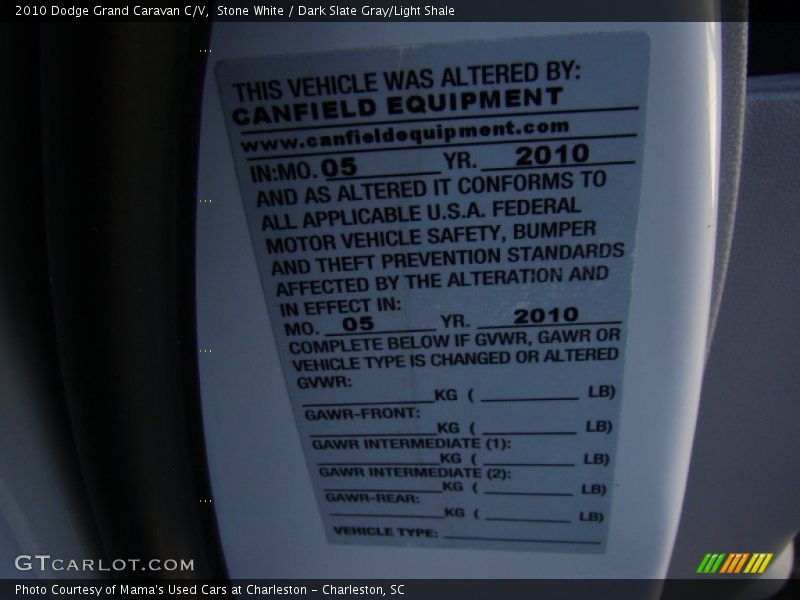 2010 Dodge Grand Caravan C/V, Stone White / Dark Slate Gray/Light Shale
THIS VEHICLE WAS ALTERED BY:
CANFIELD EQUIPMENT
www.canfieldequipment.com
IN:MO. 05 YR. 2010
AND AS ALTERED IT CONFORMS TO
ALL APPLICABLE U.S.A. FEDERAL
MOTOR VEHICLE SAFETY, BUMPER
AND THEFT PREVENTION STANDARDS
AFFECTED BY THE ALTERATION AND
IN EFFECT IN:
MO. 05 YR. 2010
COMPLETE BELOW IF GVWR, GAWR OR
VEHICLE TYPE IS CHANGED OR ALTERED
GVWR:
KG ( LB)
GAWR-FRONT:
KG ( LB)
GAWR INTERMEDIATE (1):
KG ( LB)
GAWR INTERMEDIATE (2):
KG ( LB)
GAWR-REAR:
KG ( LB)
VEHICLE TYPE:
GTCARLOT.COM
Photo Courtesy of Mama's Used Cars at Charleston - Charleston, SC